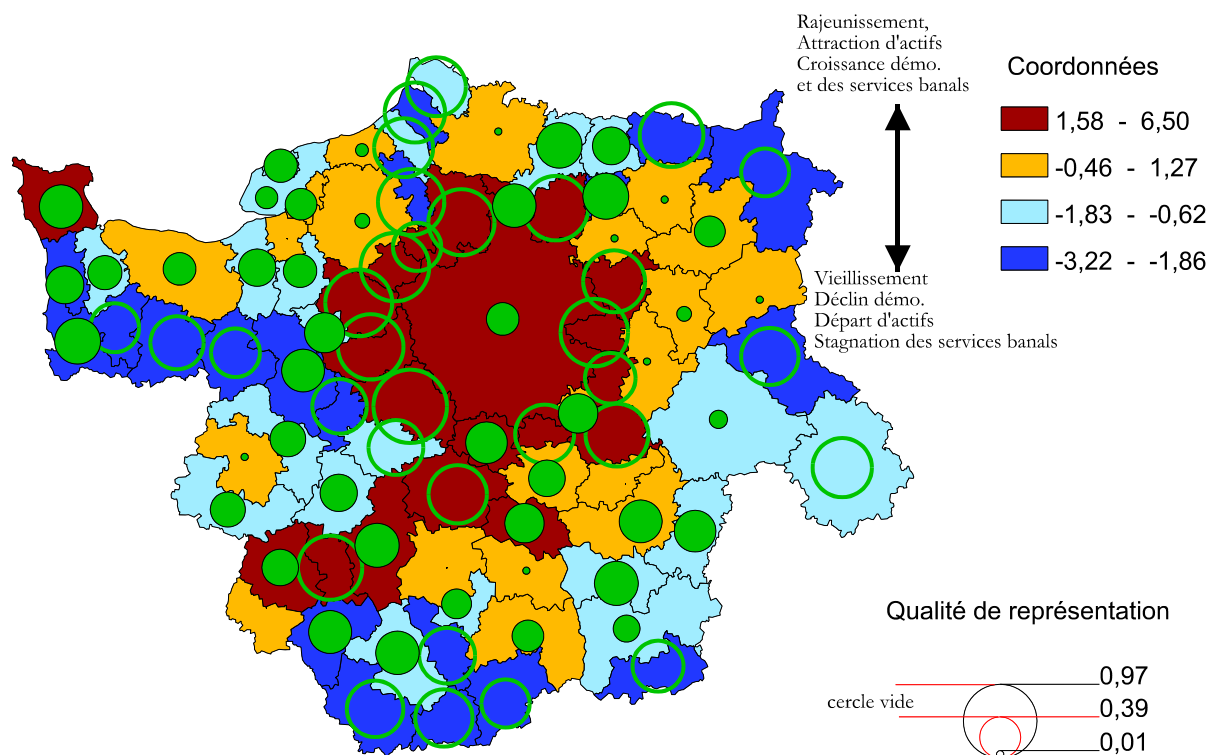 Rajeunissement,
Attraction d'actifs
Croissance démo.
et des services banals
Vieillissement
Déclin démo.
Départ d'actifs
Stagnation des services banals
Coordonnées
1,58 - 6,50
-0,46 - 1,27
-1,83 - -0,62
-3,22 - -1,86
Qualité de représentation
0,97
cercle vide
0,39
0,01